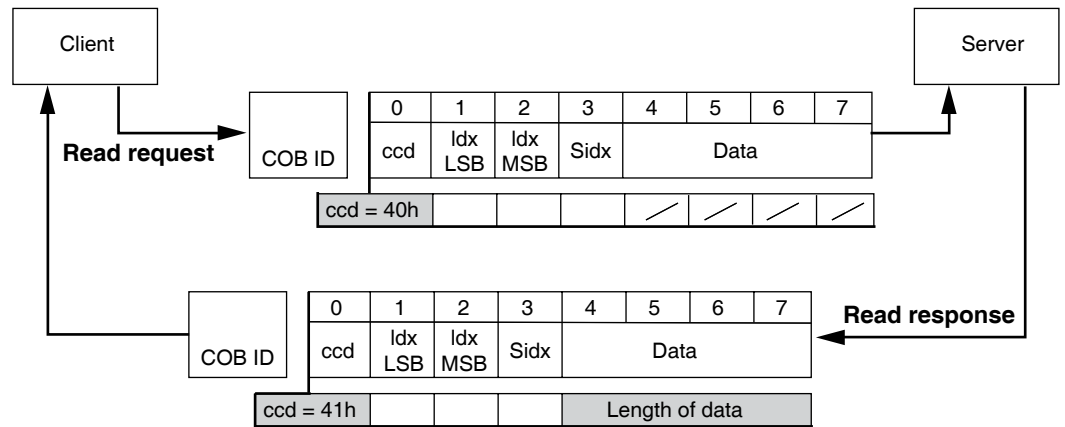 Client
Server
0 1 2 3 4 5 6 7
Read request
COB ID
ccd
Idx LSB
Idx MSB
Sidx
Data
ccd = 40h
0 1 2 3 4 5 6 7
Read response
COB ID
ccd
Idx LSB
Idx MSB
Sidx
Data
ccd = 41h
Length of data